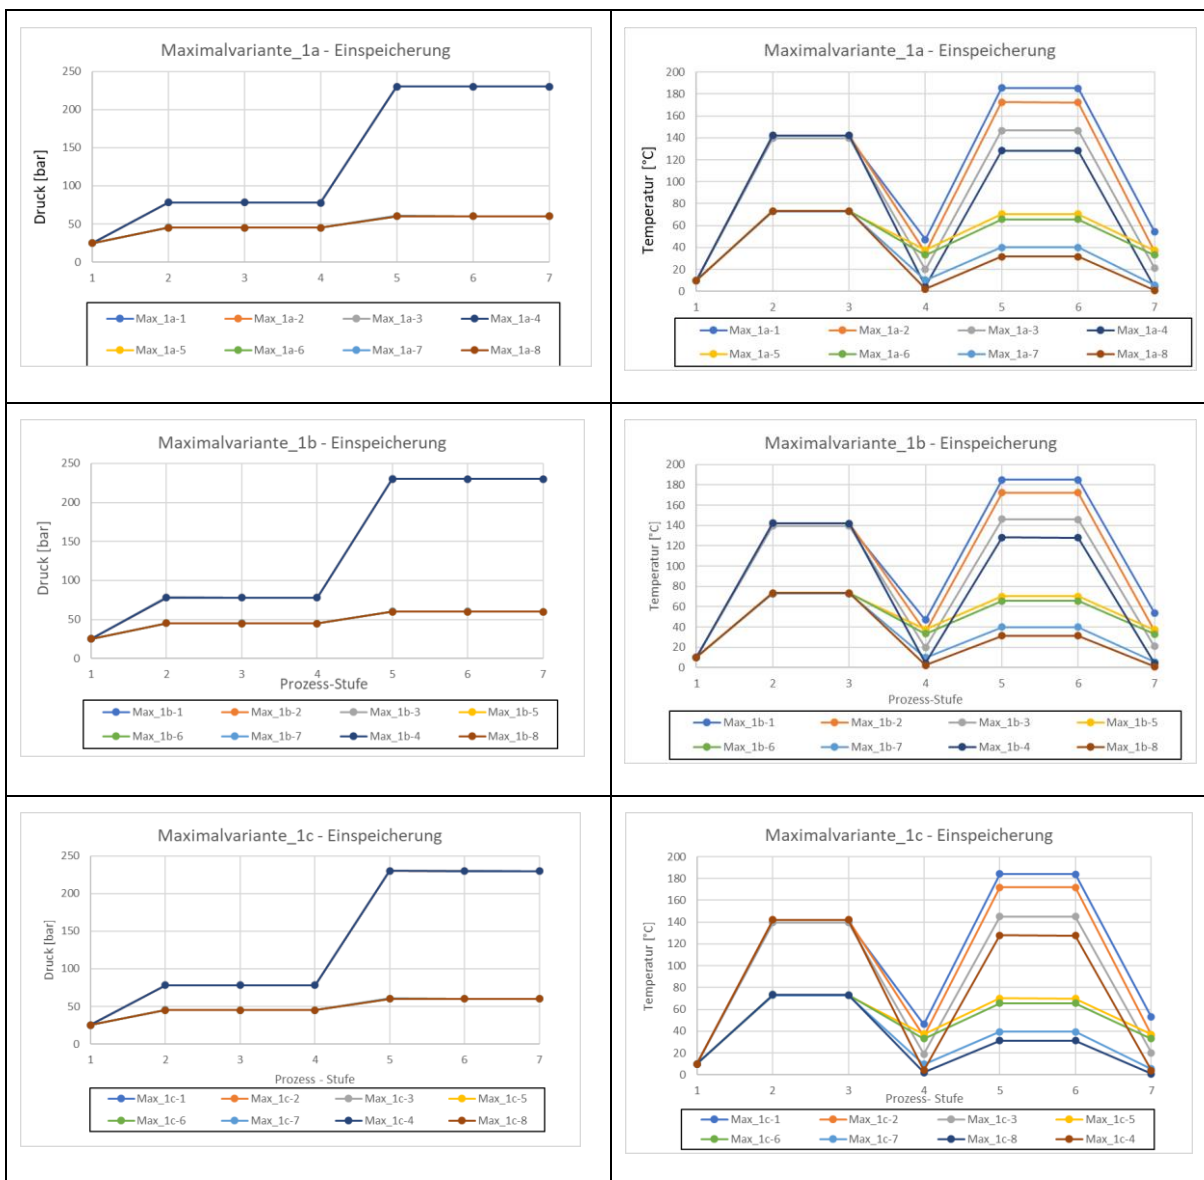 Maximalvariante_1a - Einspeicherung
Druck [bar]
250
200
150
100
50
0
1 2 3 4 5 6 7
Max_1a-1 Max_1a-2 Max_1a-3 Max_1a-4
Max_1a-5 Max_1a-6 Max_1a-7 Max_1a-8
Maximalvariante_1a - Einspeicherung
Temperatur [°C]
200
180
160
140
120
100
80
60
40
20
0
1 2 3 4 5 6 7
Max_1a-1 Max_1a-2 Max_1a-3 Max_1a-4
Max_1a-5 Max_1a-6 Max_1a-7 Max_1a-8
Maximalvariante_1b - Einspeicherung
Druck [bar]
250
200
150
100
50
0
1 2 3 4 5 6 7
Prozess-Stufe
Max_1b-1 Max_1b-2 Max_1b-3 Max_1b-5
Max_1b-6 Max_1b-7 Max_1b-4 Max_1b-8
Maximalvariante_1b - Einspeicherung
Temperatur [°C]
200
180
160
140
120
100
80
60
40
20
0
1 2 3 4 5 6 7
Prozess-Stufe
Max_1b-1 Max_1b-2 Max_1b-3 Max_1b-5
Max_1b-6 Max_1b-7 Max_1b-4 Max_1b-8
Maximalvariante_1c - Einspeicherung
Druck [bar]
250
200
150
100
50
0
1 2 3 4 5 6 7
Prozess - Stufe
Max_1c-1 Max_1c-2 Max_1c-3 Max_1c-5
Max_1c-6 Max_1c-7 Max_1c-4 Max_1c-8
Maximalvariante_1c - Einspeicherung
Temperatur [°C]
200
180
160
140
120
100
80
60
40
20
0
1 2 3 4 5 6 7
Prozess- Stufe
Max_1c-1 Max_1c-2 Max_1c-3 Max_1c-5
Max_1c-6 Max_1c-7 Max_1c-8 Max_1c-4